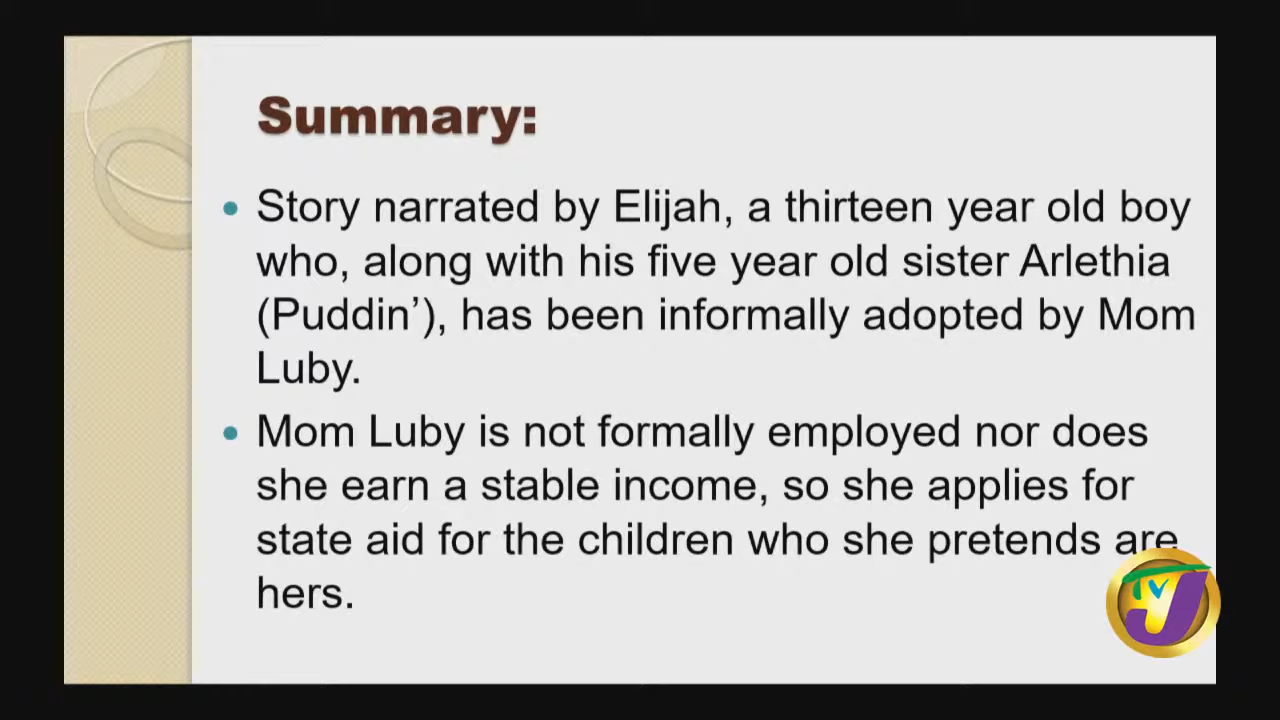 Summary:
Story narrated by Elijah, a thirteen year old boy
who, along with his five year old sister Arlethia
(Puddin’), has been informally adopted by Mom
Luby.
Mom Luby is not formally employed nor does
she earn a stable income, so she applies for
state aid for the children who she pretends are
hers.
TVJ